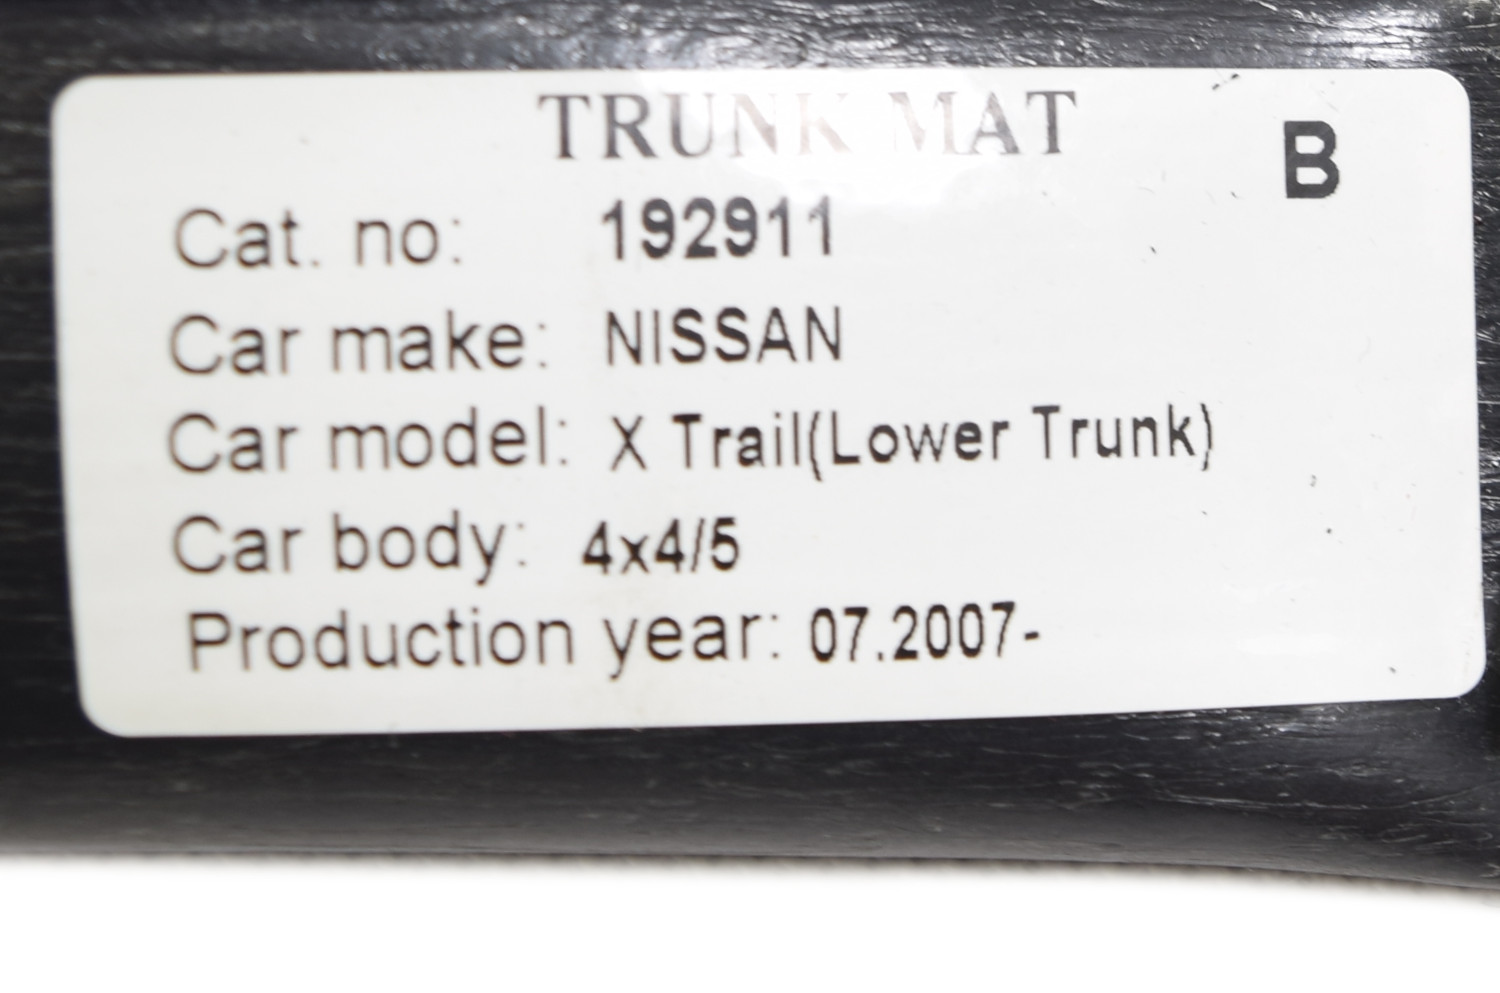 TRUNK MAT
B
Cat. no: 192911
Car make: NISSAN
Car model: X Trail(Lower Trunk)
Car body: 4x4/5
Production year: 07.2007-